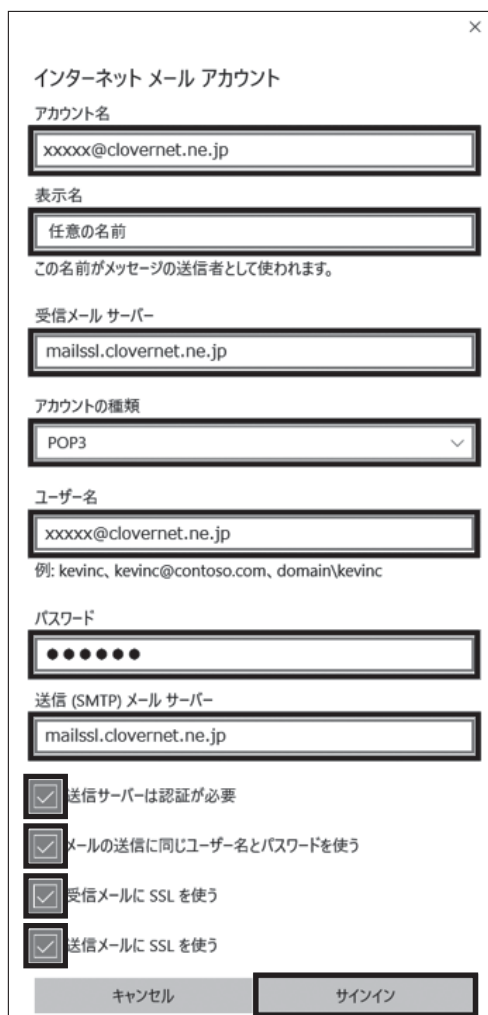 インターネット メール アカウント
アカウント名
xxxxx@clovernet.ne.jp
表示名
任意の名前
この名前がメッセージの送信者として使われます。
受信メール サーバー
mailssl.clovernet.ne.jp
アカウントの種類
POP3
ユーザー名
xxxxx@clovernet.ne.jp
例: kevinc、kevinc@contoso.com、domain\kevinc
パスワード
●●●●●●
送信 (SMTP) メール サーバー
mailssl.clovernet.ne.jp
送信サーバーは認証が必要
メールの送信に同じユーザー名とパスワードを使う
受信メールに SSL を使う
送信メールに SSL を使う
キャンセル サインイン